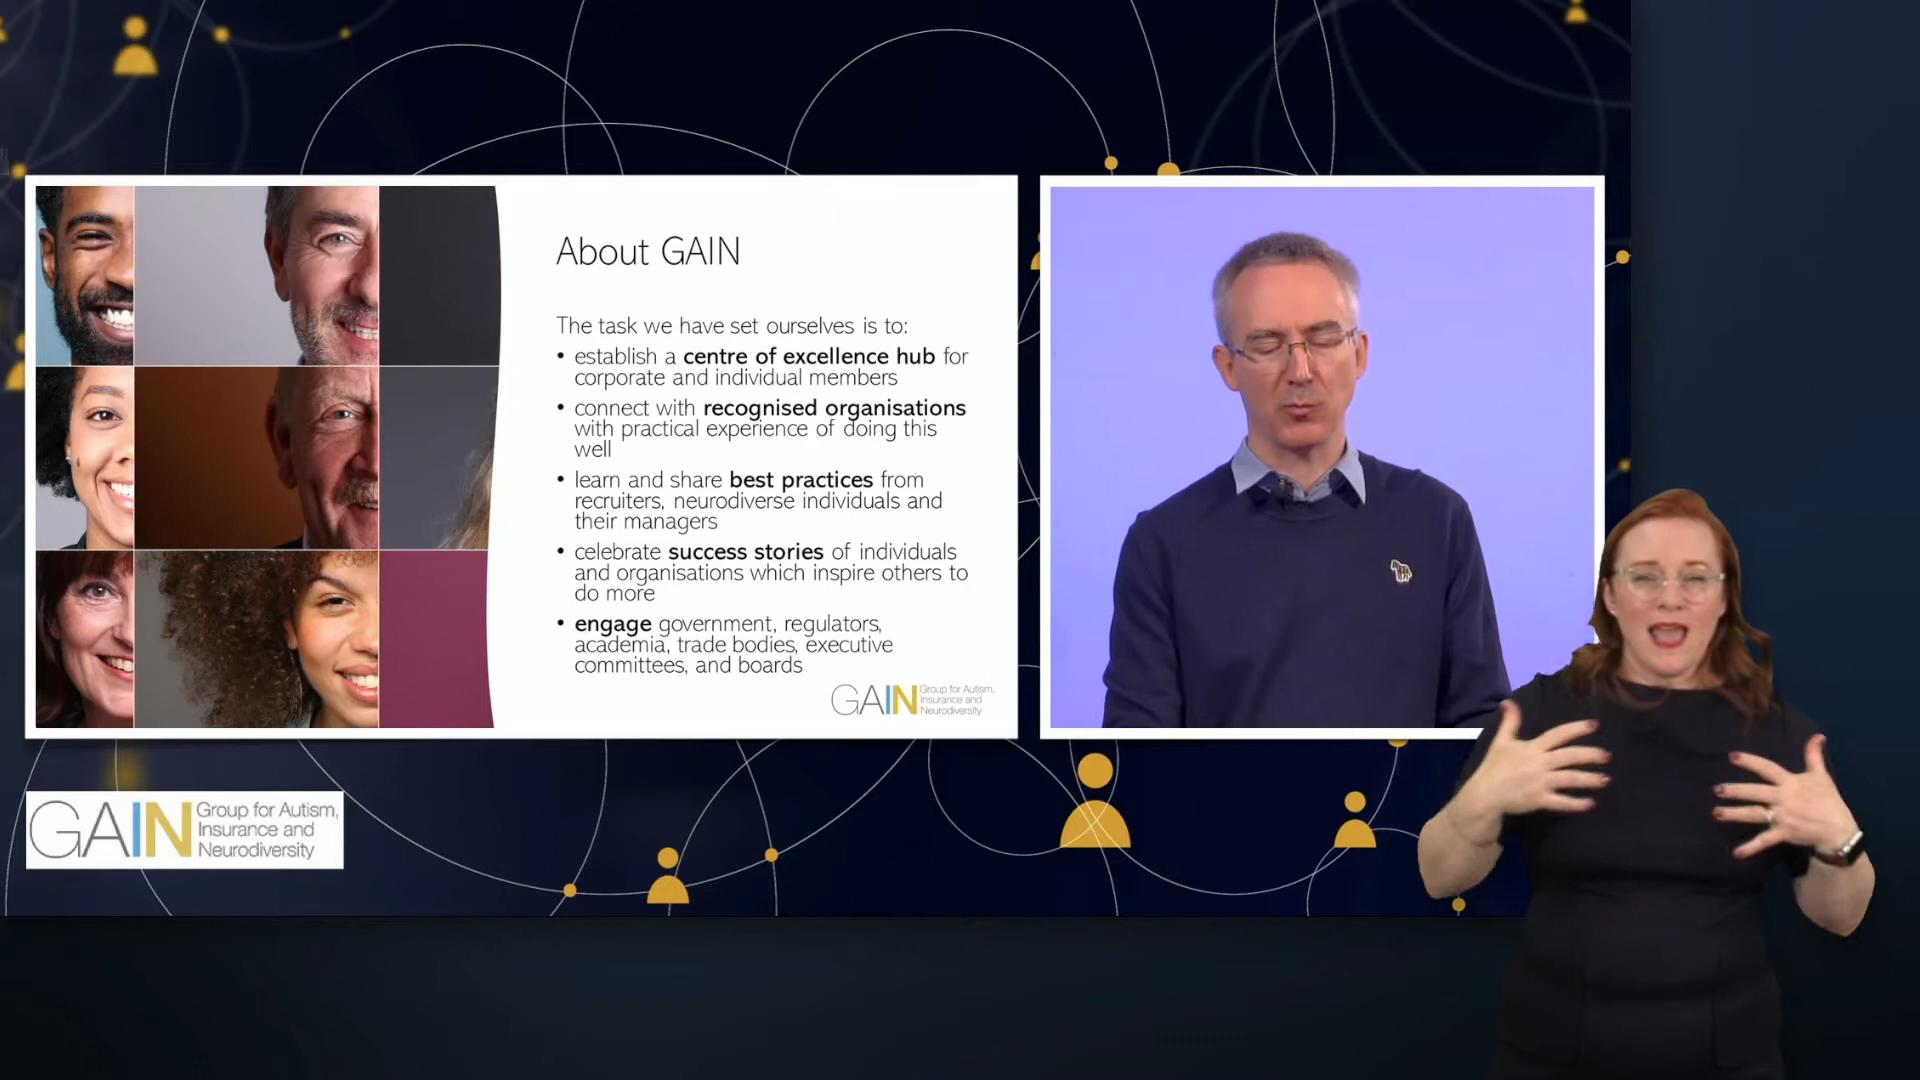 About GAIN
The task we have set ourselves is to:
• establish a centre of excellence hub for
corporate and individual members
• connect with recognised organisations
with practical experience of doing this
well
• learn and share best practices from
recruiters, neurodiverse individuals and
their managers
• celebrate success stories of individuals
and organisations which inspire others to
do more
• engage government, regulators,
academia, trade bodies, executive
committees, and boards
GAIN Group for Autism,
Insurance and
Neurodiversity
GAIN Group for Autism,
Insurance and
Neurodiversity